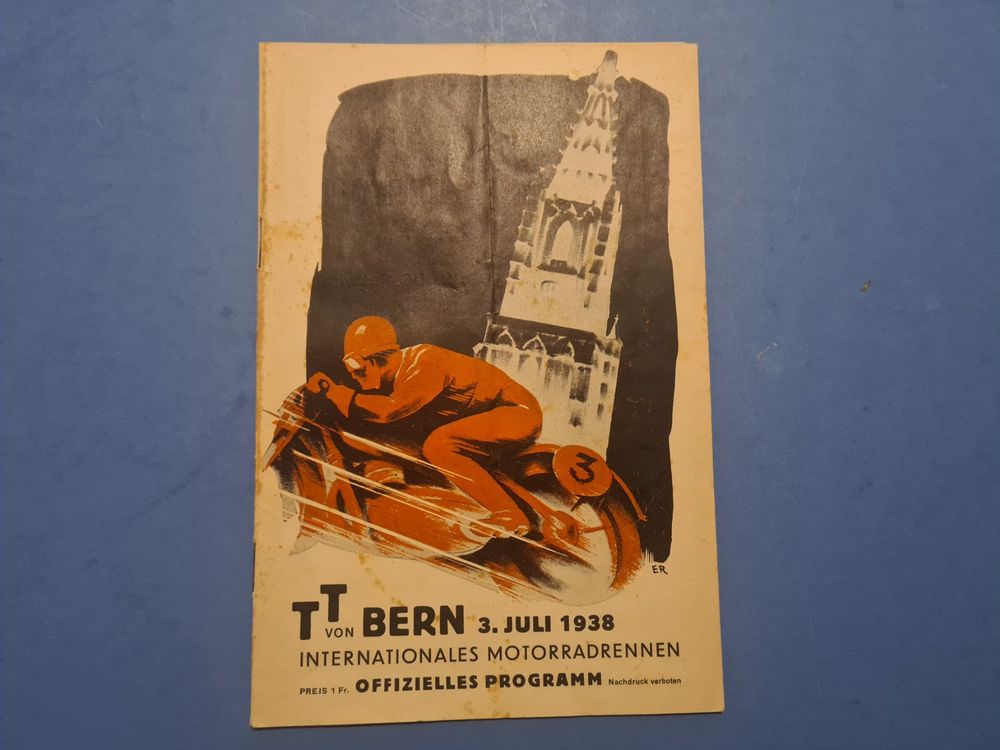 3
ER
TT VON BERN 3. JULI 1938
INTERNATIONALES MOTORRADRENNEN
PREIS 1 Fr. OFFIZIELLES PROGRAMM Nachdruck verboten